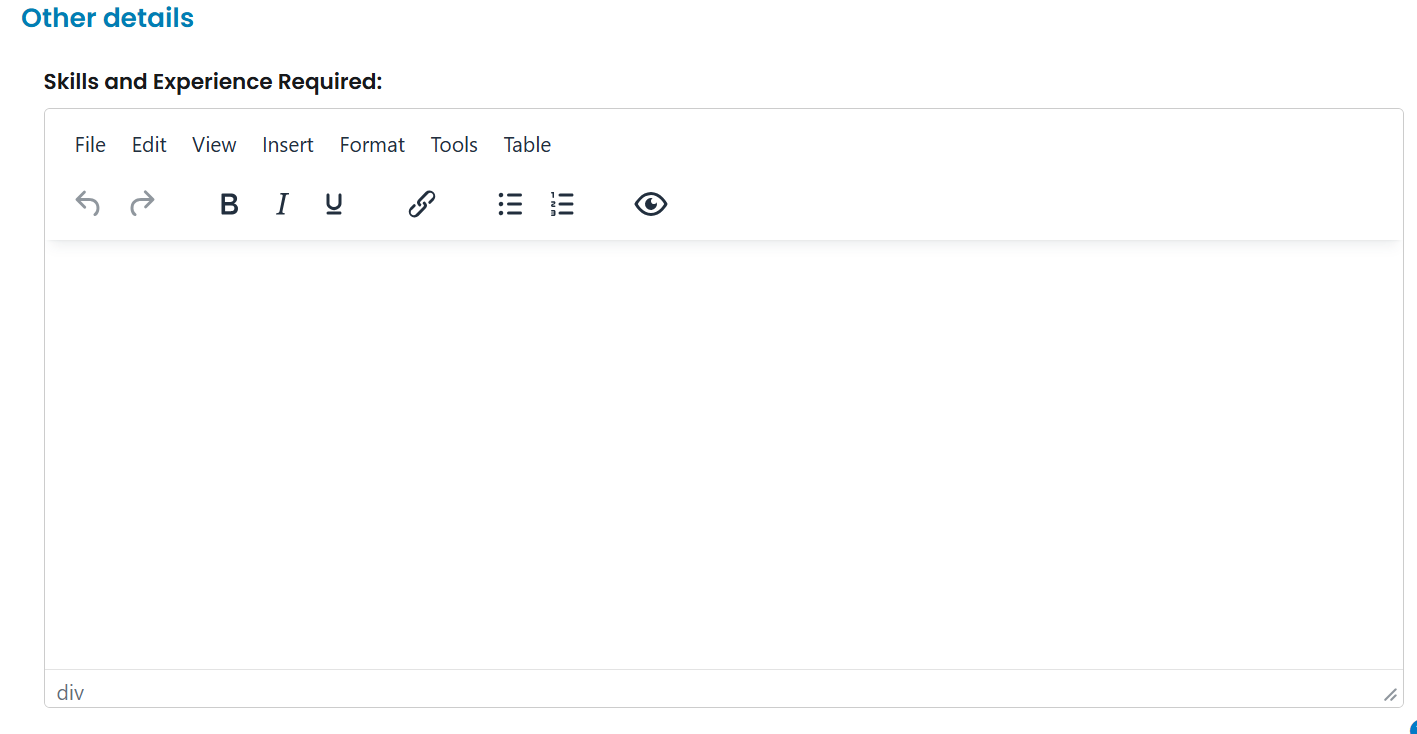 Other details
Skills and Experience Required:
File Edit View Insert Format Tools Table
B I U
div